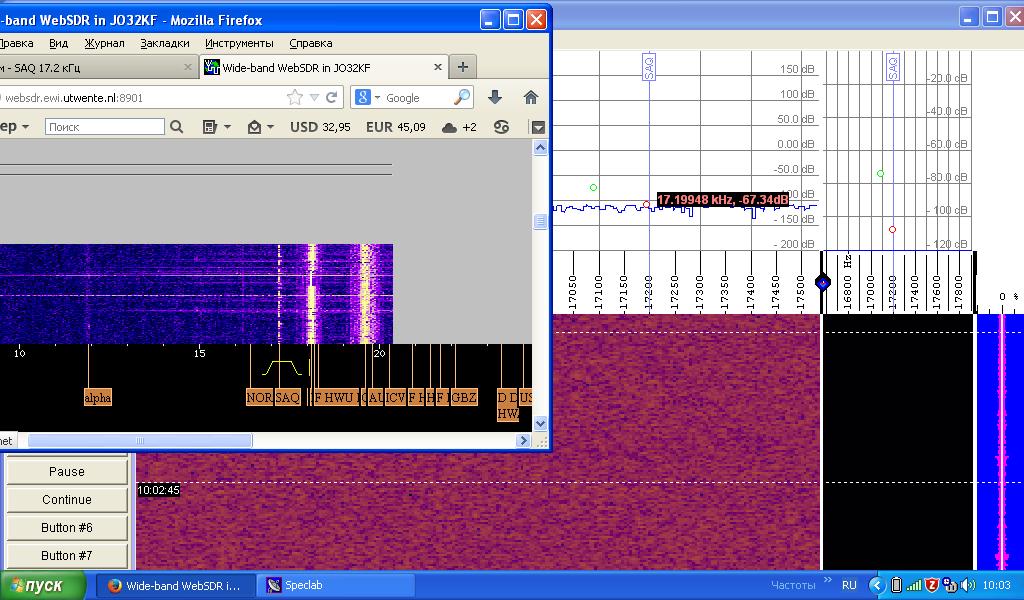 -band WebSDR in JO32KF - Mozilla Firefox
Правка Вид Журнал Закладки Инструменты Справка
м - SAQ 17.2 кГц
Wide-band WebSDR in JO32KF
websdr.ewi.utwente.nl:8901
Google
ер
Поиск
USD 32,95 EUR 45,09 +2
10 15 20
alpha NOR SAQ F HWU AU ICV F H F GBZ D D US
HWA
net
Pause
Continue
Button #6
Button #7
SAQ
SAQ
150 dB
100 dB
50.0 dB
0.00 dB
-50.0 dB
-100 dB
-150 dB
-200 dB
17.19948 kHz, -67.34dB
-20.0 dB
-40.0 dB
-60.0 dB
-80.0 dB
-100 dB
-120 dB
-17050 -17100 -17150 -17200 -17250 -17300 -17350 -17400 -17450 -17500
Hz
-16800 -17000 -17200 -17400 -17600 -17800
0 %
10:02:45
пуск
Wide-band WebSDR i...
Speclab
Частоты »
RU
10:03